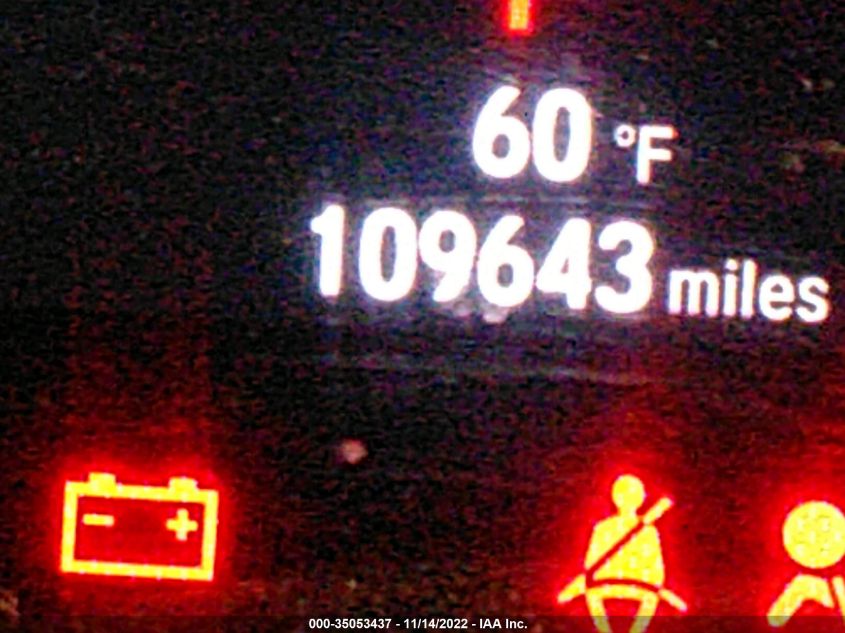 60 °F
109643 miles
000-35053437 - 11/14/2022 - IAA Inc.